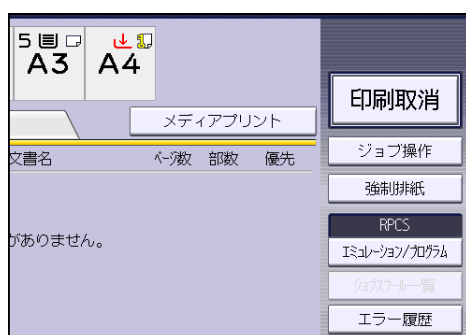 5
A3 A4
印刷取消
メディアプリント
ジョブ操作
文書名 ページ数 部数 優先
強制排紙
RPCS
がありません。
エミュレーション/プログラム
ジョブスプール一覧
エラー履歴